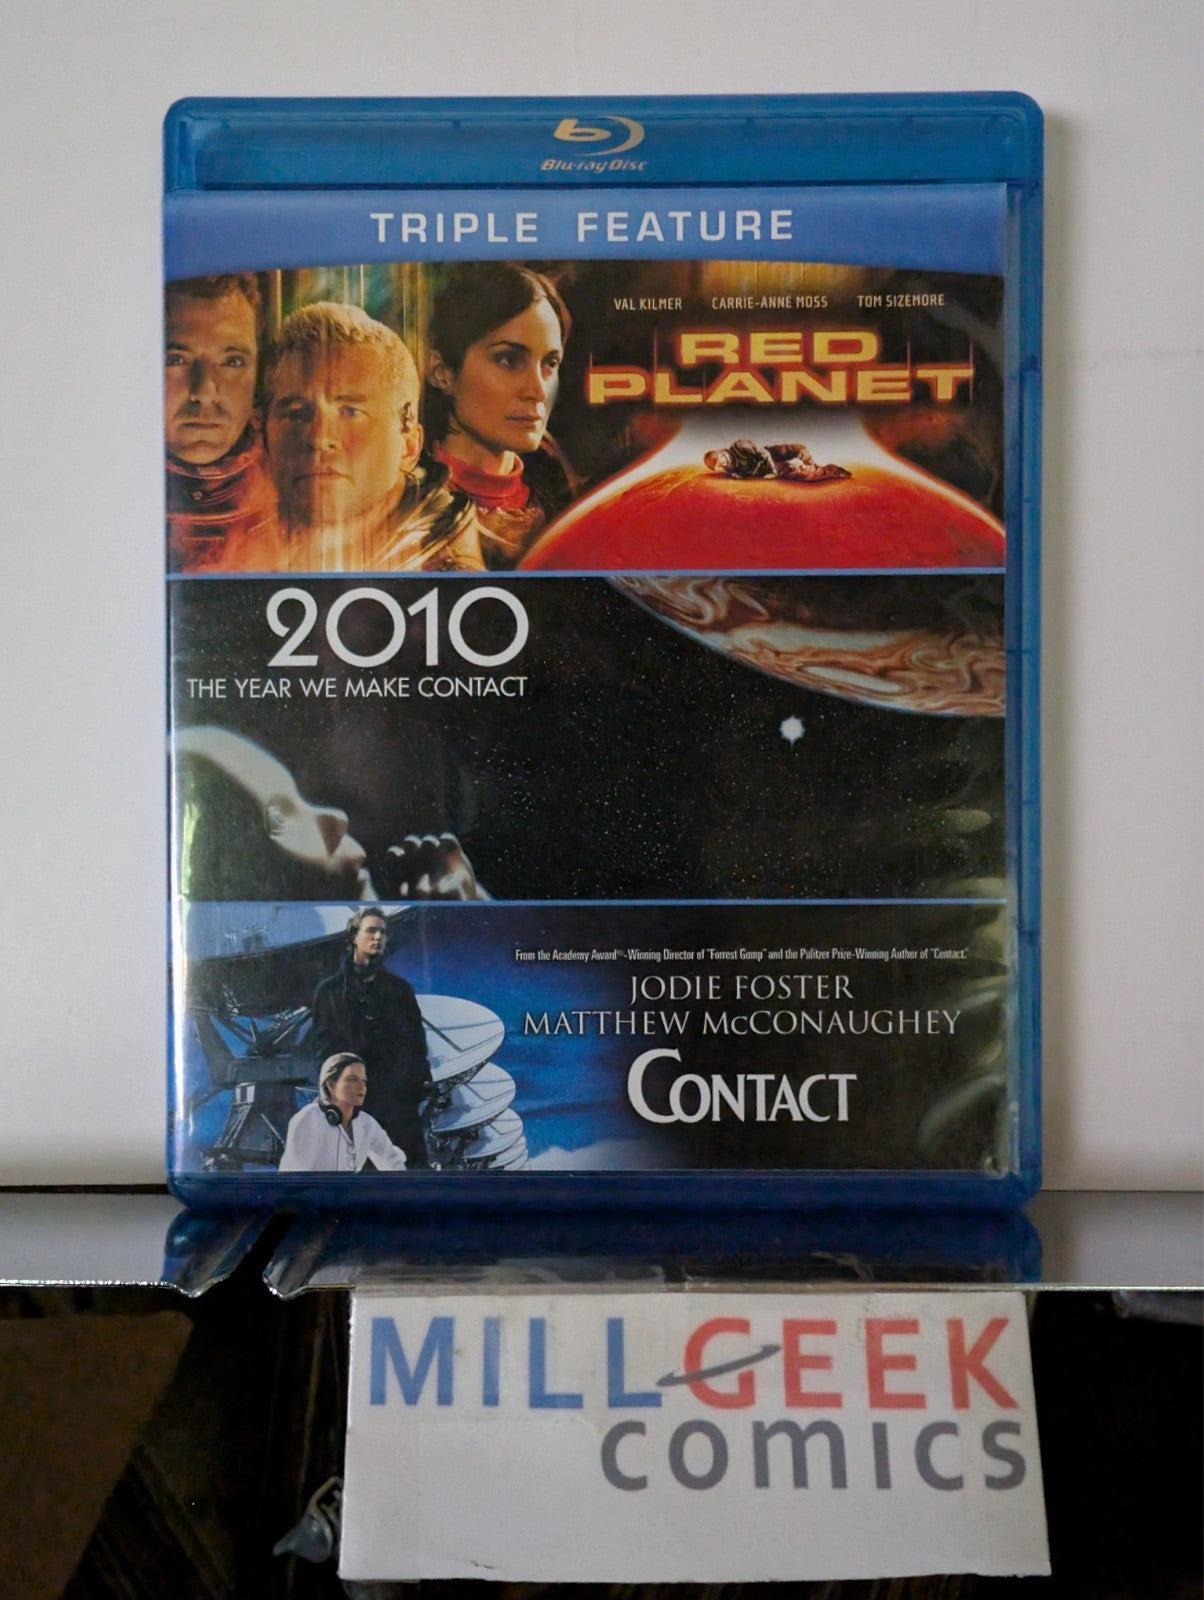 Blu-ray Disc
TRIPLE FEATURE
VAL KILMER CARRIE-ANNE MOSS TOM SIZEMORE
RED
PLANET
2010
THE YEAR WE MAKE CONTACT
From the Academy Award®-Winning Director of "Forrest Gump" and the Pulitzer Prize-Winning Author of "Contact."
JODIE FOSTER
MATTHEW McCONAUGHEY
CONTACT
MILLGEEK
comics